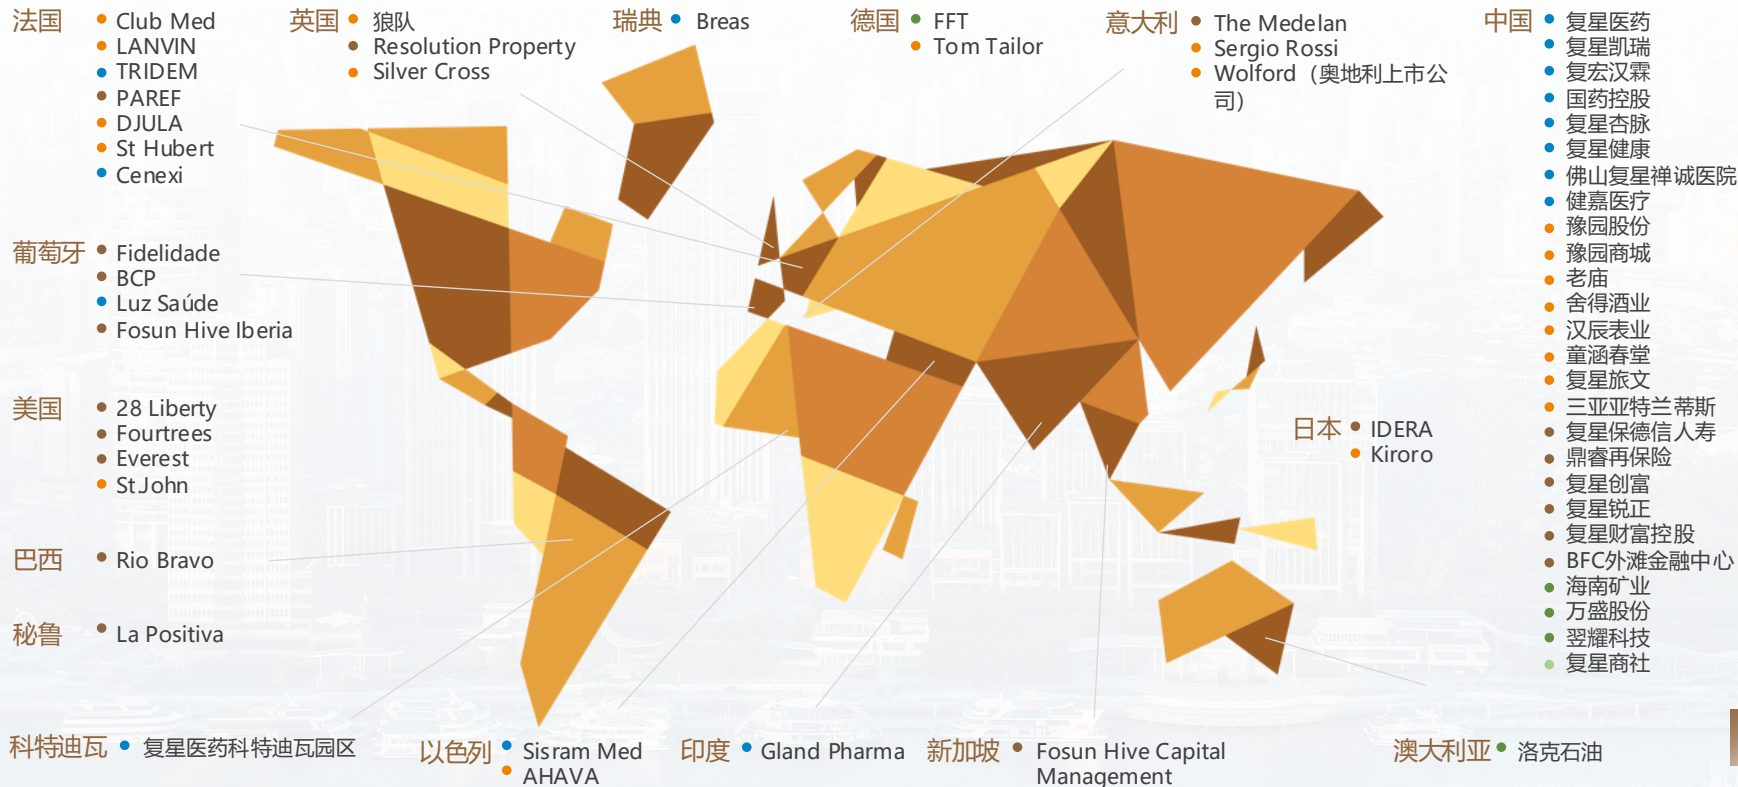 法国
Club Med
LANVIN
TRIDEM
PAREF
DJULA
St Hubert
Cenexi
英国
狼队
Resolution Property
Silver Cross
瑞典
Breas
德国
FFT
Tom Tailor
意大利
The Medelan
Sergio Rossi
Wolford（奥地利上市公
司）
中国
复星医药
复星凯瑞
复宏汉霖
国药控股
复星杏脉
复星健康
佛山复星禅诚医院
健嘉医疗
豫园股份
豫园商城
老庙
舍得酒业
汉辰表业
童涵春堂
复星旅文
三亚亚特兰蒂斯
复星保德信人寿
鼎睿再保险
复星创富
复星锐正
复星财富控股
BFC外滩金融中心
海南矿业
万盛股份
翌耀科技
复星商社
葡萄牙
Fidelidade
BCP
Luz Saúde
Fosun Hive Iberia
美国
28 Liberty
Fourtrees
Everest
St John
日本
IDERA
Kiroro
巴西
Rio Bravo
秘鲁
La Positiva
科特迪瓦
复星医药科特迪瓦园区
以色列
Sisram Med
AHAVA
印度
Gland Pharma
新加坡
Fosun Hive Capital
Management
澳大利亚
洛克石油